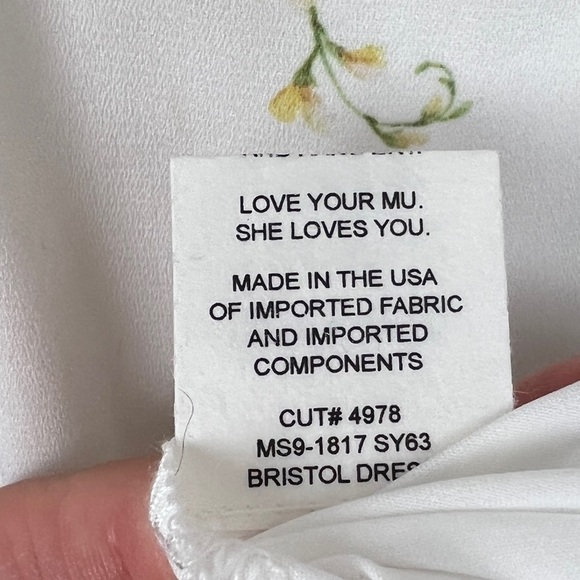 LOVE YOUR MU.
SHE LOVES YOU.
MADE IN THE USA
OF IMPORTED FABRIC
AND IMPORTED
COMPONENTS
CUT# 4978
MS9-1817 SY63
BRISTOL